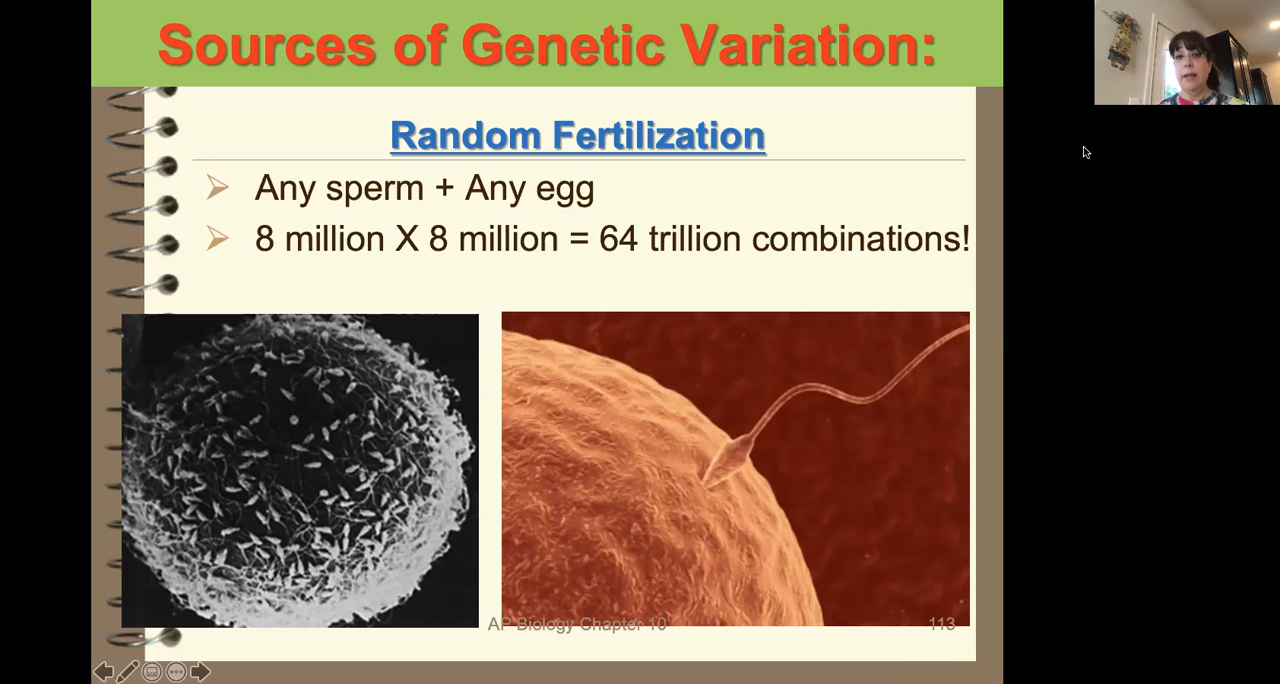 Sources of Genetic Variation:
Random Fertilization
Any sperm + Any egg
8 million X 8 million = 64 trillion combinations!
AP Biology Chapter 10
113